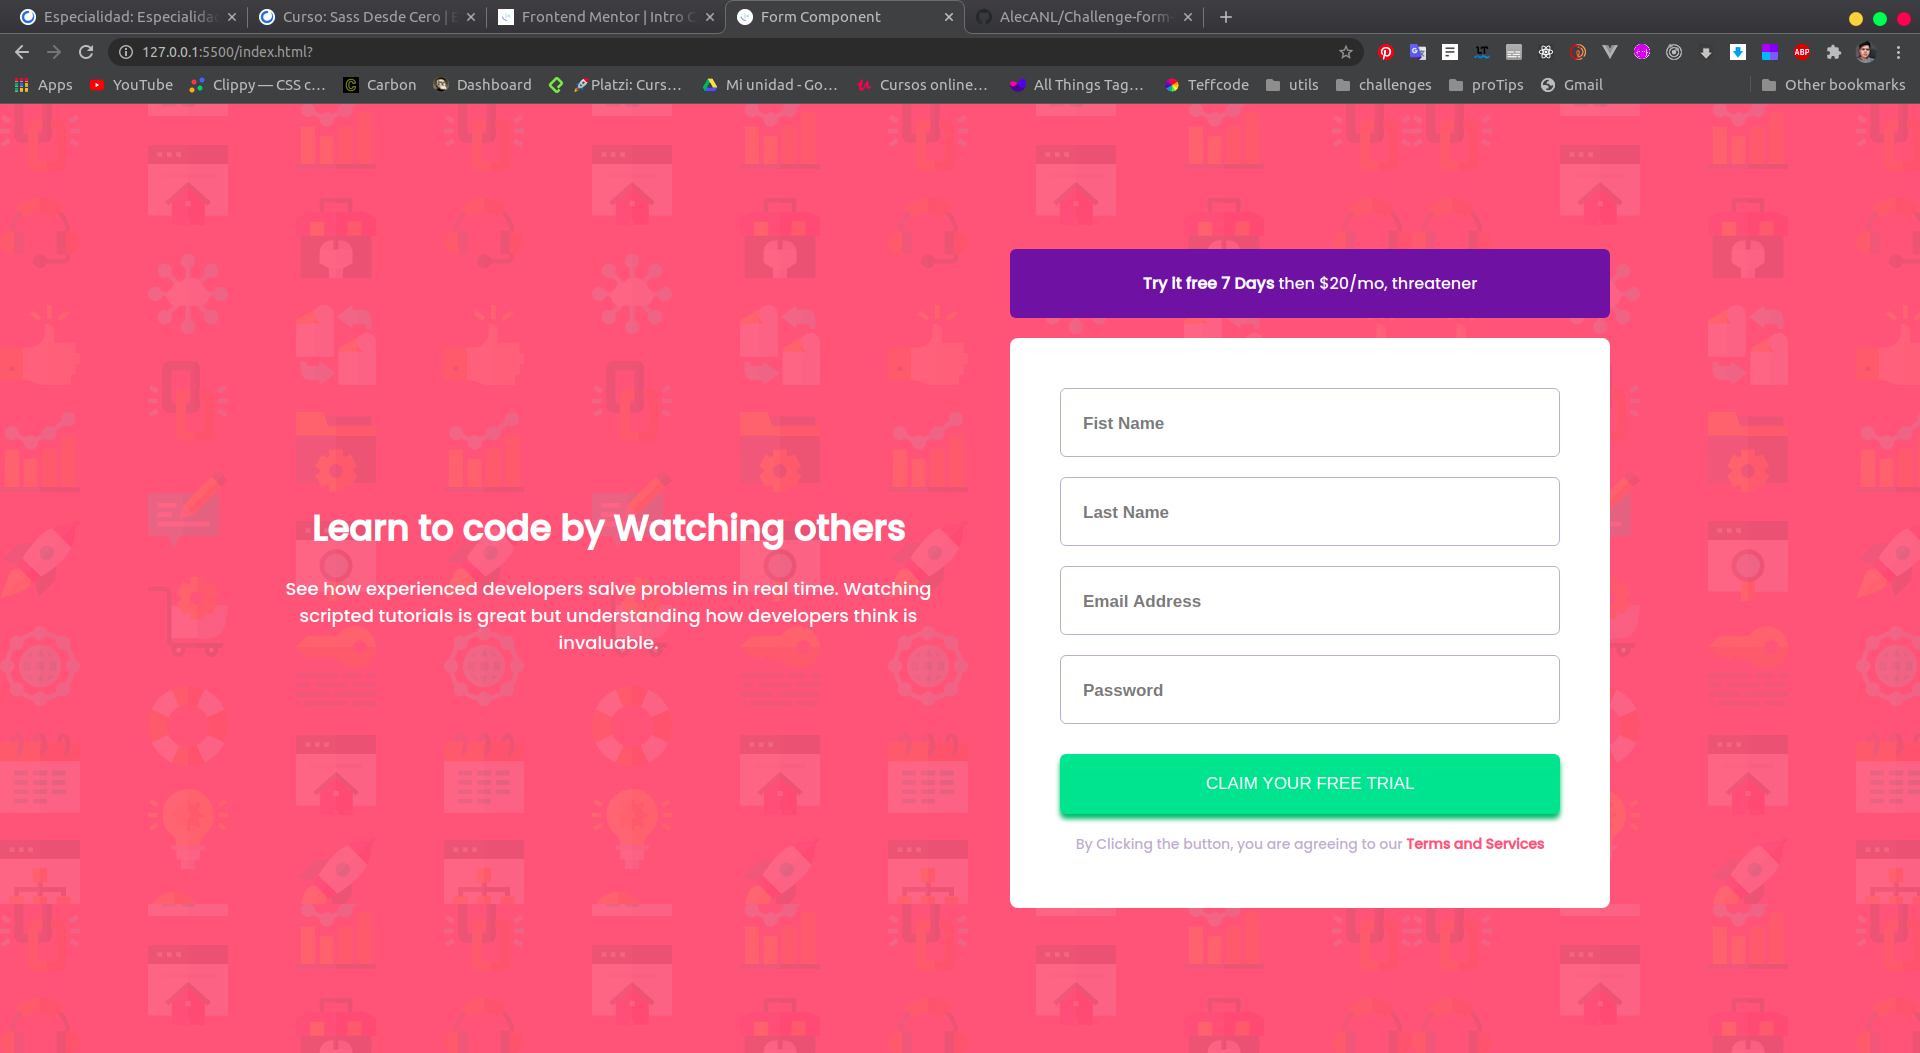 Especialidad: Especialidad
Curso: Sass Desde Cero | E
Frontend Mentor | Intro C
Form Component
AlecANL/Challenge-form-
127.0.0.1:5500/index.html?
Apps
YouTube
Clippy — CSS c...
Carbon
Dashboard
Platzi: Curs...
Mi unidad - Go...
Cursos online...
All Things Tag...
Teffcode
utils
challenges
proTips
Gmail
Other bookmarks
Try it free 7 Days then $20/mo, threatener
Fist Name
Last Name
Learn to code by Watching others
See how experienced developers salve problems in real time. Watching
scripted tutorials is great but understanding how developers think is
invaluable.
Email Address
Password
CLAIM YOUR FREE TRIAL
By Clicking the button, you are agreeing to our Terms and Services